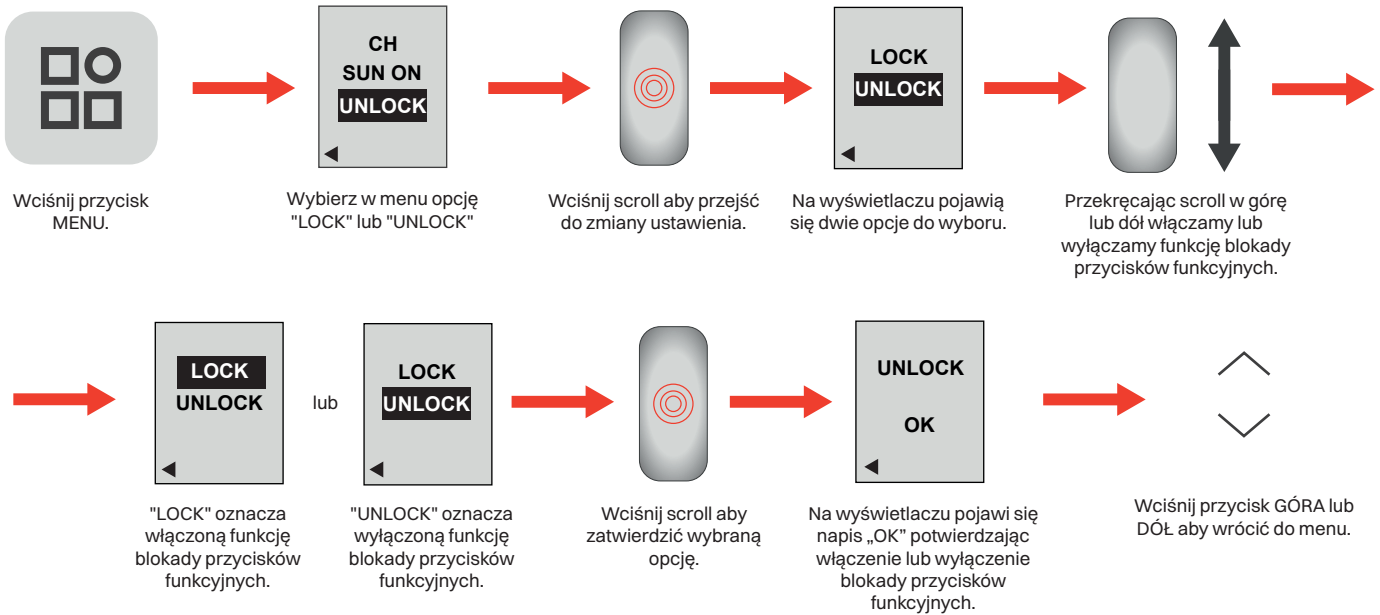 CH
SUN ON
UNLOCK
LOCK
UNLOCK
Wciśnij przycisk
MENU.
Wybierz w menu opcję
"LOCK" lub "UNLOCK"
Wciśnij scroll aby przejść
do zmiany ustawienia.
Na wyświetlaczu pojawią
się dwie opcje do wyboru.
Przekręcając scroll w górę
lub dół włączamy lub
wyłączamy funkcję blokady
przycisków funkcyjnych.
LOCK
UNLOCK
lub
LOCK
UNLOCK
UNLOCK
OK
"LOCK" oznacza
włączoną funkcję
blokady przycisków
funkcyjnych.
"UNLOCK" oznacza
wyłączoną funkcję
blokady przycisków
funkcyjnych.
Wciśnij scroll aby
zatwierdzić wybraną
opcję.
Na wyświetlaczu pojawi się
napis „OK” potwierdzając
włączenie lub wyłączenie
blokady przycisków
funkcyjnych.
Wciśnij przycisk GÓRA lub
DÓŁ aby wrócić do menu.